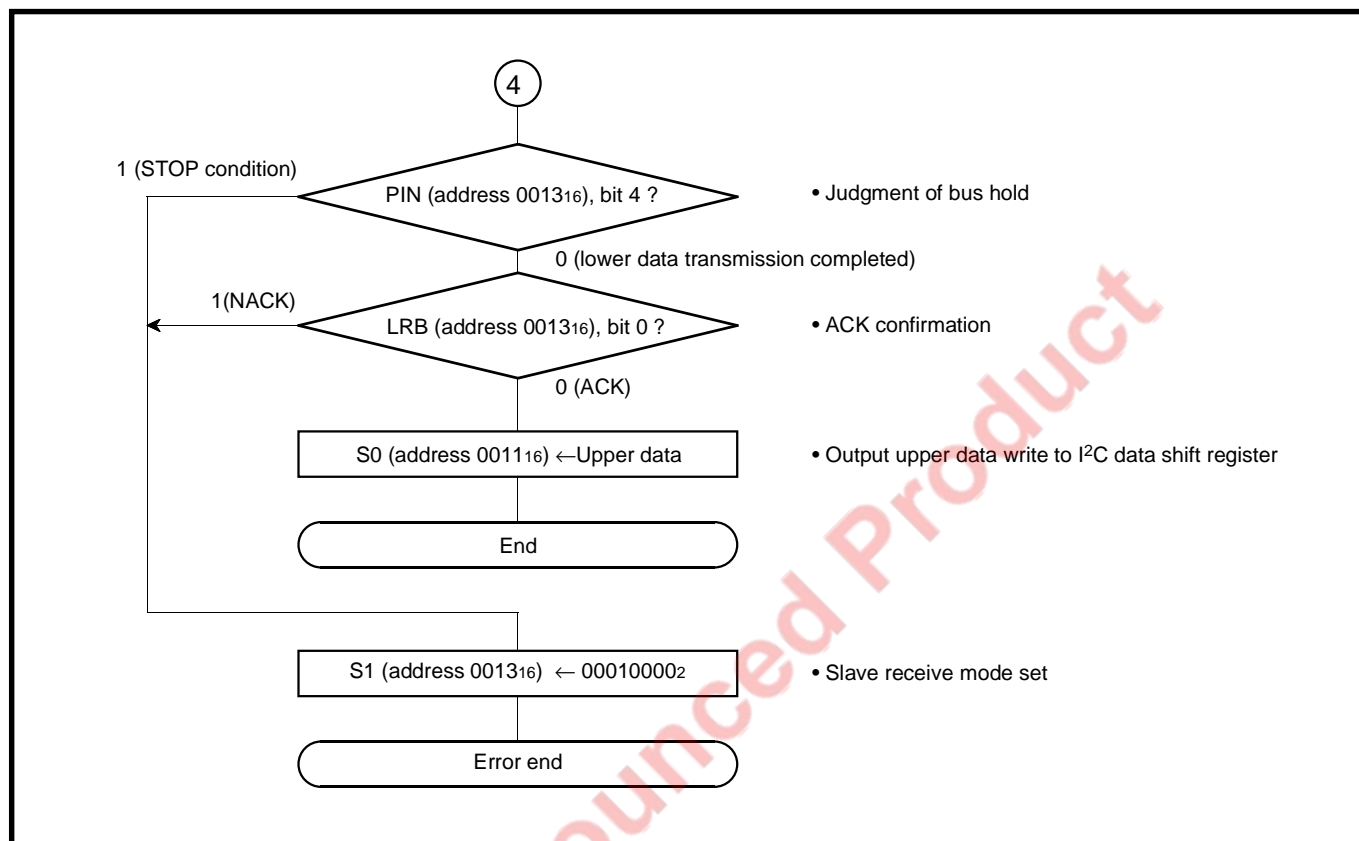 4
1 (STOP condition)
PIN (address 001316), bit 4 ?
• Judgment of bus hold
0 (lower data transmission completed)
1(NACK)
LRB (address 001316), bit 0 ?
• ACK confirmation
0 (ACK)
S0 (address 001116) ←Upper data
• Output upper data write to I2C data shift register
End
S1 (address 001316) ← 000100002
• Slave receive mode set
Error end
ounced Product